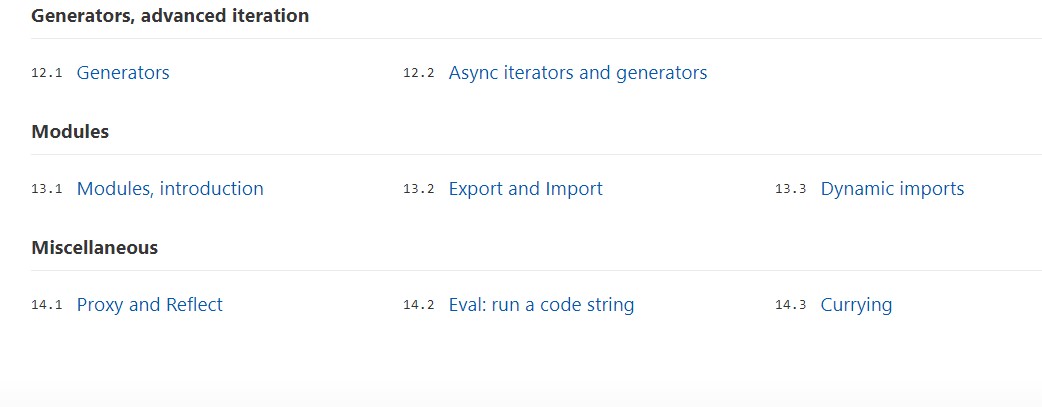 Generators, advanced iteration
12.1 Generators 12.2 Async iterators and generators
Modules
13.1 Modules, introduction 13.2 Export and Import 13.3 Dynamic imports
Miscellaneous
14.1 Proxy and Reflect 14.2 Eval: run a code string 14.3 Currying